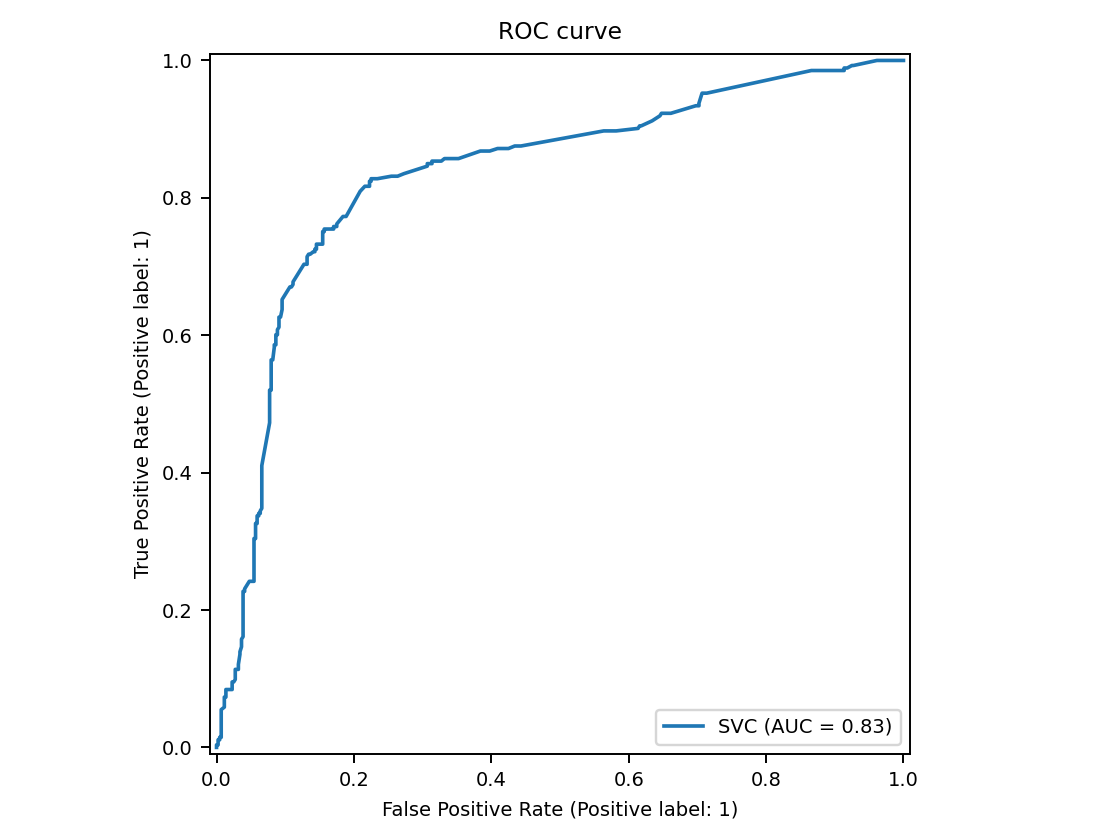 ROC curve
1.0
0.8
0.6
0.4
0.2
0.0
True Positive Rate (Positive label: 1)
SVC (AUC = 0.83)
0.0 0.2 0.4 0.6 0.8 1.0
False Positive Rate (Positive label: 1)